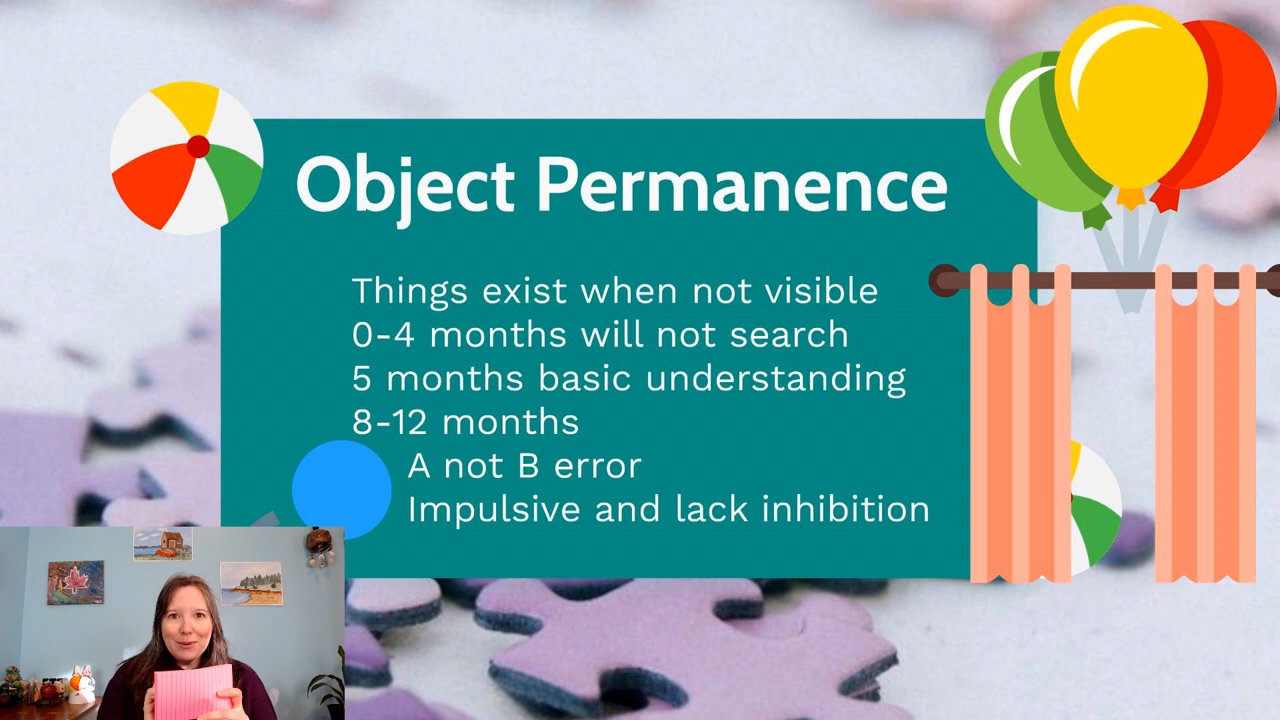 Object Permanence
Things exist when not visible
0-4 months will not search
5 months basic understanding
8-12 months
A not B error
Impulsive and lack inhibition